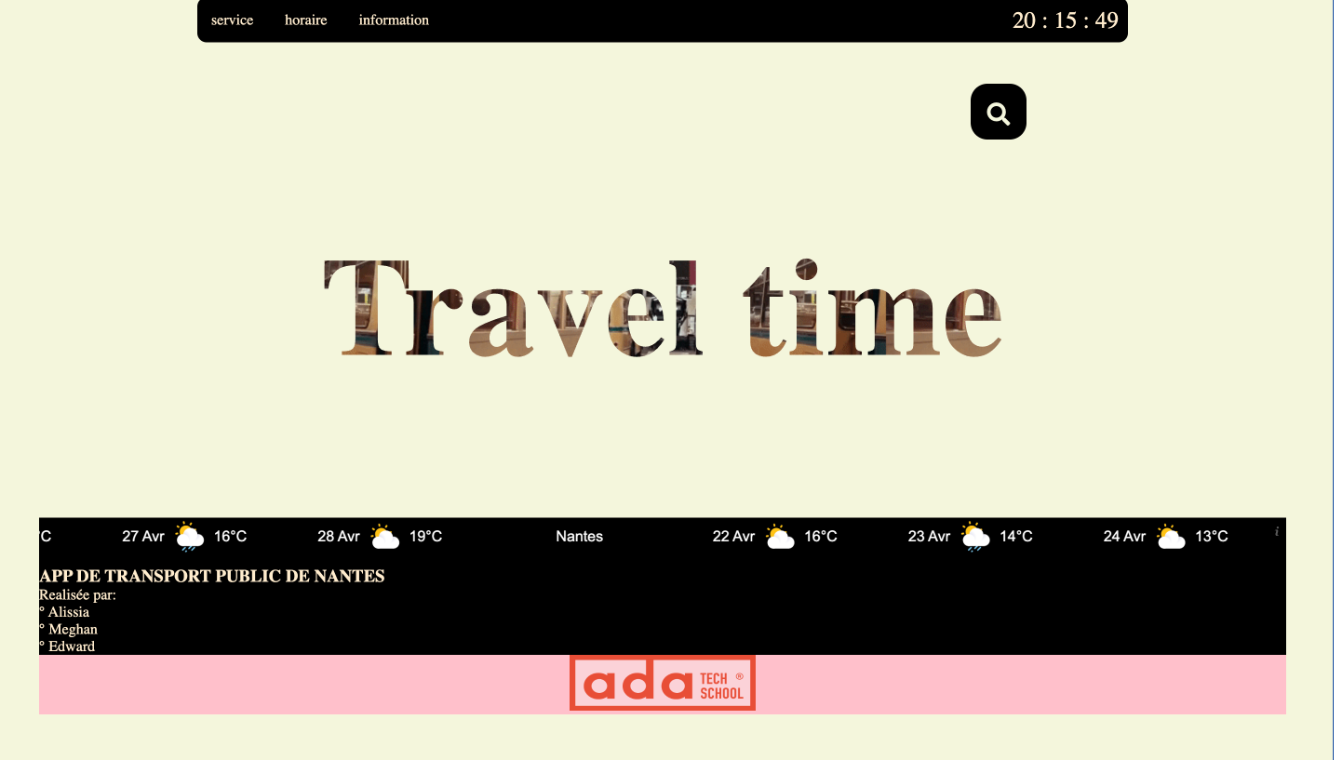 service horaire information 20 : 15 : 49
Travel time
°C 27 Avr 16°C 28 Avr 19°C Nantes 22 Avr 16°C 23 Avr 14°C 24 Avr 13°C i
APP DE TRANSPORT PUBLIC DE NANTES
Realisée par:
° Alissia
° Meghan
° Edward
ada TECH ®
SCHOOL